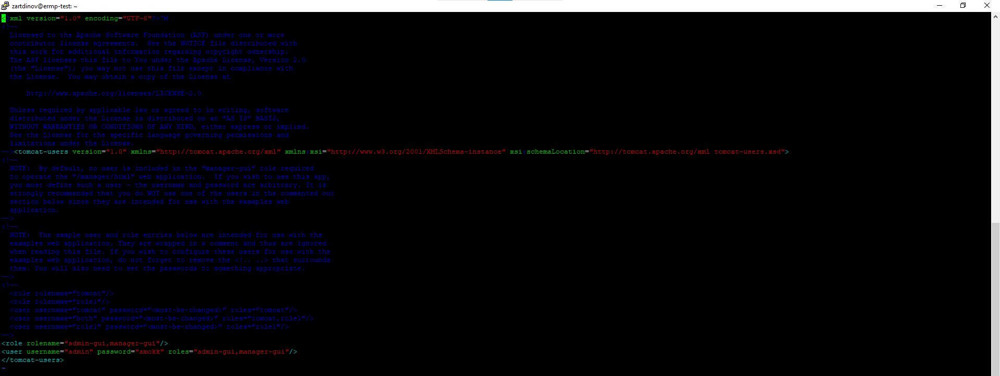 zartdinov@ermp-test: ~
<?xml version="1.0" encoding="UTF-8"?>^M
<!--
  Licensed to the Apache Software Foundation (ASF) under one or more
  contributor license agreements.  See the NOTICE file distributed with
  this work for additional information regarding copyright ownership.
  The ASF licenses this file to You under the Apache License, Version 2.0
  (the "License"); you may not use this file except in compliance with
  the License.  You may obtain a copy of the License at

      http://www.apache.org/licenses/LICENSE-2.0

  Unless required by applicable law or agreed to in writing, software
  distributed under the License is distributed on an "AS IS" BASIS,
  WITHOUT WARRANTIES OR CONDITIONS OF ANY KIND, either express or implied.
  See the License for the specific language governing permissions and
  limitations under the License.
--><tomcat-users version="1.0" xmlns="http://tomcat.apache.org/xml" xmlns:xsi="http://www.w3.org/2001/XMLSchema-instance" xsi:schemaLocation="http://tomcat.apache.org/xml tomcat-users.xsd">
<!--
  NOTE:  By default, no user is included in the "manager-gui" role required
  to operate the "/manager/html" web application.  If you wish to use this app,
  you must define such a user - the username and password are arbitrary. It is
  strongly recommended that you do NOT use one of the users in the commented out
  section below since they are intended for use with the examples web
  application.
-->
<!--
  NOTE:  The sample user and role entries below are intended for use with the
  examples web application. They are wrapped in a comment and thus are ignored
  when reading this file. If you wish to configure these users for use with the
  examples web application, do not forget to remove the <!.. ..> that surrounds
  them. You will also need to set the passwords to something appropriate.
-->
<!--
  <role rolename="tomcat"/>
  <role rolename="role1"/>
  <user username="tomcat" password="<must-be-changed>" roles="tomcat"/>
  <user username="both" password="<must-be-changed>" roles="tomcat,role1"/>
  <user username="role1" password="<must-be-changed>" roles="role1"/>
-->
<role rolename="admin-gui,manager-gui"/>
<user username="admin" password="amokk" roles="admin-gui,manager-gui"/>
</tomcat-users>
~